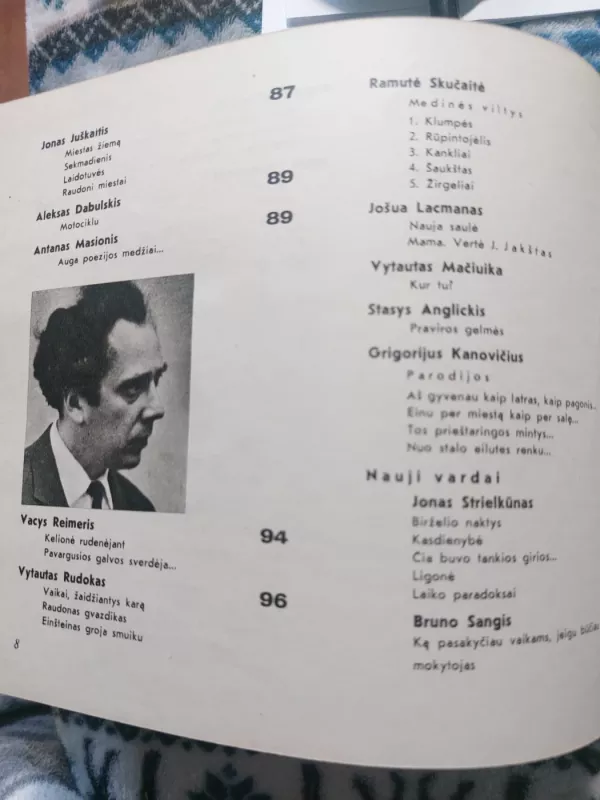 87
Jonas Juškaitis
Miestas žiemą
Sekmadienis
Laidotuvės
Raudoni miestai
89
Aleksas Dabulskis
Motociklu
89
Antanas Masionis
Auga poezijos medžiai...
Vacys Reimeris
Kelionė rudenėjant
94
Pavargusios galvos sverdėja...
Vytautas Rudokas
Vaikai, žaidžiantys karą
96
Raudonas gvazdikas
Einšteinas groja smuiku
8
Ramutė Skučaitė
Medinės viltys
1. Klumpės
2. Rūpintojėlis
3. Kankliai
4. Šaukštas
5. Žirgeliai
Jošua Lacmanas
Nauja saulė
Mama. Vertė J. Jakštas
Vytautas Mačiuika
Kur tu?
Stasys Anglickis
Praviros gelmės
Grigorijus Kanovičius
Parodijos
Aš gyvenau kaip latras, kaip pagonis...
Einu per miestą kaip per salę...
Tos prieštaringos mintys...
Nuo stalo eilutes renku...
Nauji vardai
Jonas Strielkūnas
Birželio naktys
Kasdienybė
Čia buvo tankios girios...
Ligonė
Laiko paradoksai
Bruno Sangis
Ką pasakyčiau vaikams, jeigu būčiau
mokytojas